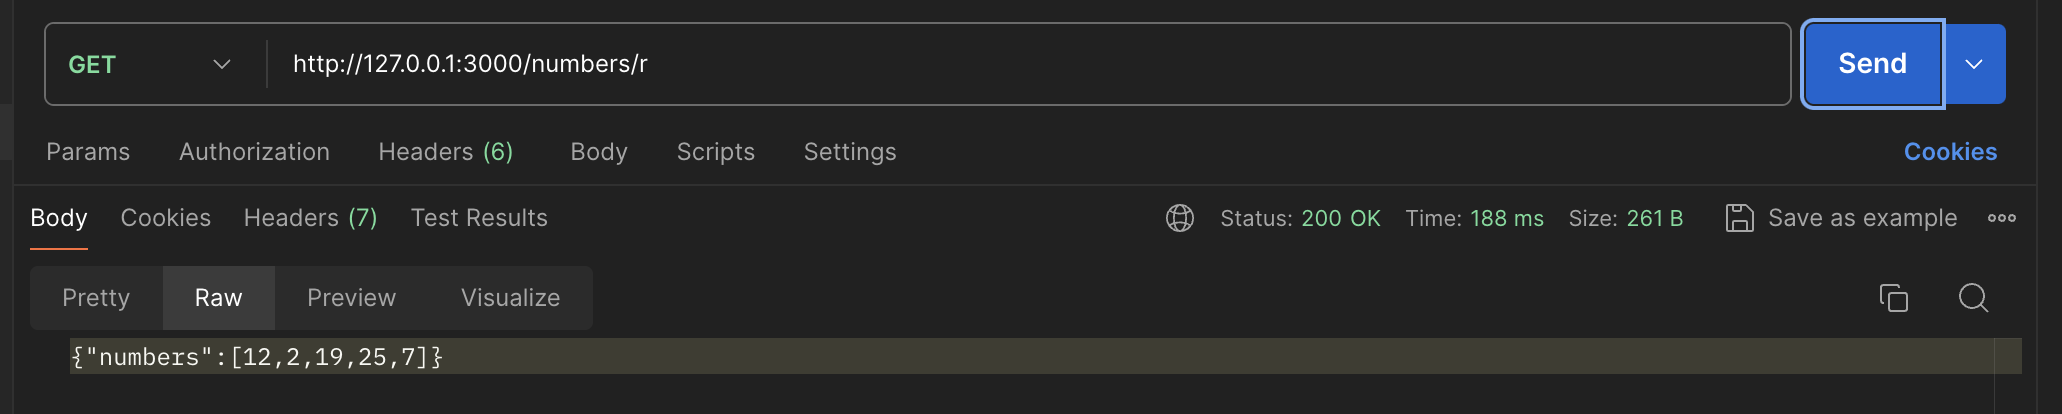 GET http://127.0.0.1:3000/numbers/r Send
Params Authorization Headers (6) Body Scripts Settings Cookies
Body Cookies Headers (7) Test Results Status: 200 OK Time: 188 ms Size: 261 B Save as example
Pretty Raw Preview Visualize
{"numbers":[12,2,19,25,7]}